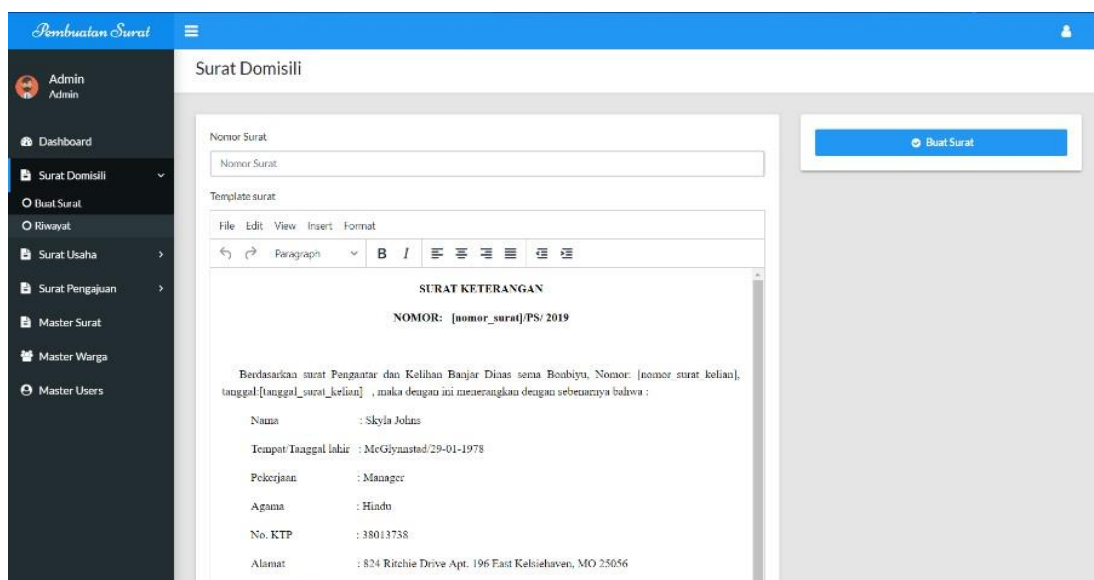 Pembuatan Surat
Admin
Admin
Dashboard
Surat Domisili
Buat Surat
Riwayat
Surat Usaha
Surat Pengajuan
Master Surat
Master Warga
Master Users
Surat Domisili
Nomor Surat
Nomor Surat
Template surat
File Edit View Insert Format
Paragraph B I
SURAT KETERANGAN
NOMOR: [nomor_surat]/PS/ 2019
Berdasarkan surat Pengantar dan Kelihan Banjar Dinas sema Bonbiyu, Nomor: [nomor surat kelian],
tanggal:[tanggal_surat_kelian] , maka dengan ini menerangkan dengan sebenarnya bahwa :
Nama : Skyla Johns
Tempat/Tanggal lahir : McGlynnstad/29-01-1978
Pekerjaan : Manager
Agama : Hindu
No. KTP : 38013738
Alamat : 824 Ritchie Drive Apt. 196 East Kelsiehaven, MO 25056
Buat Surat